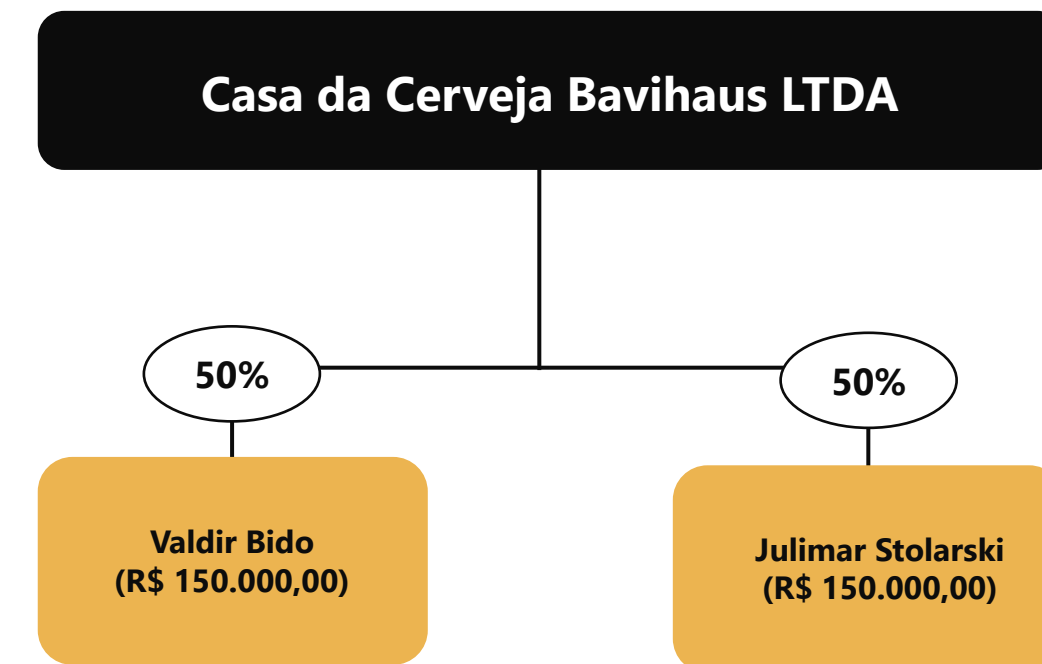 Casa da Cerveja Bavihaus LTDA
50%
50%
Valdir Bido
(R$ 150.000,00)
Julimar Stolarski
(R$ 150.000,00)